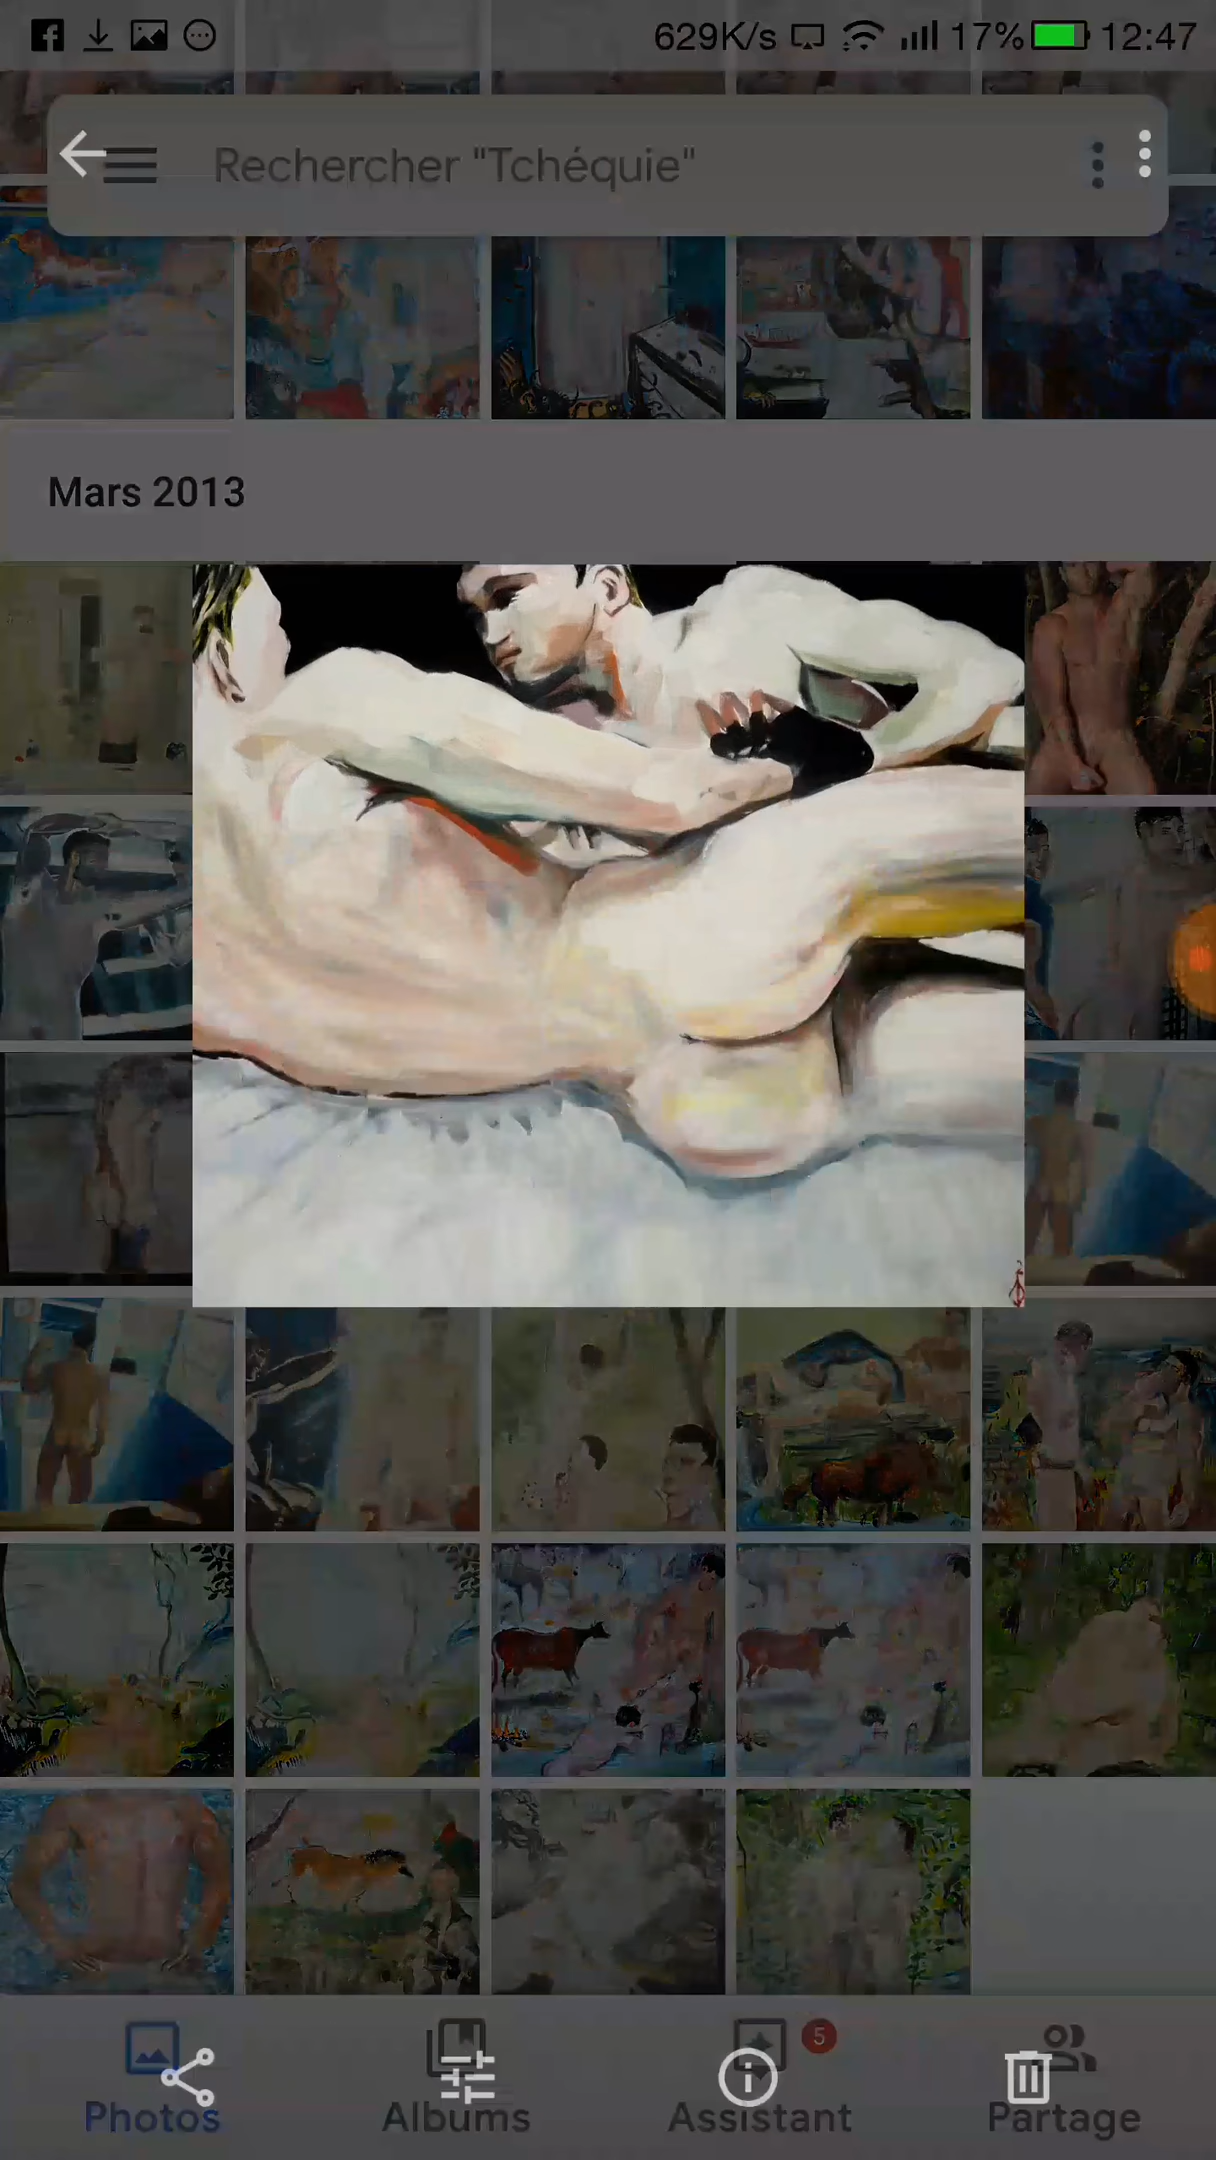 629K/s 17% 12:47
Rechercher "Tchéquie"
Mars 2013
5
Photos Albums Assistant Partage